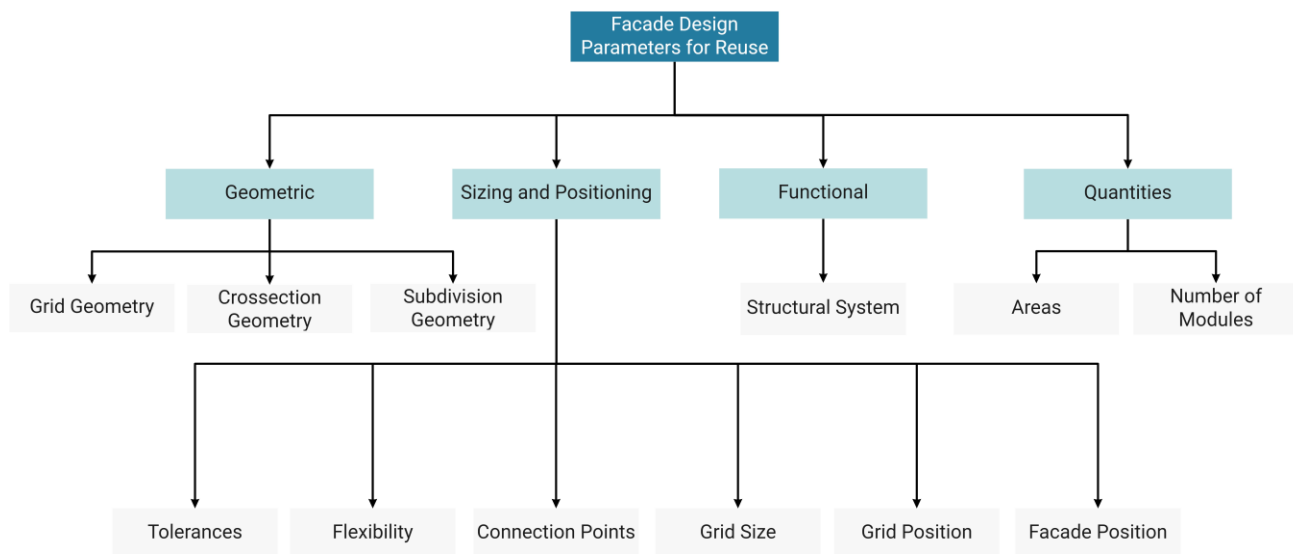 Facade Design
Parameters for Reuse
Geometric
Sizing and Positioning
Functional
Quantities
Grid Geometry
Crossection
Geometry
Subdivision
Geometry
Structural System
Areas
Number of
Modules
Tolerances
Flexibility
Connection Points
Grid Size
Grid Position
Facade Position